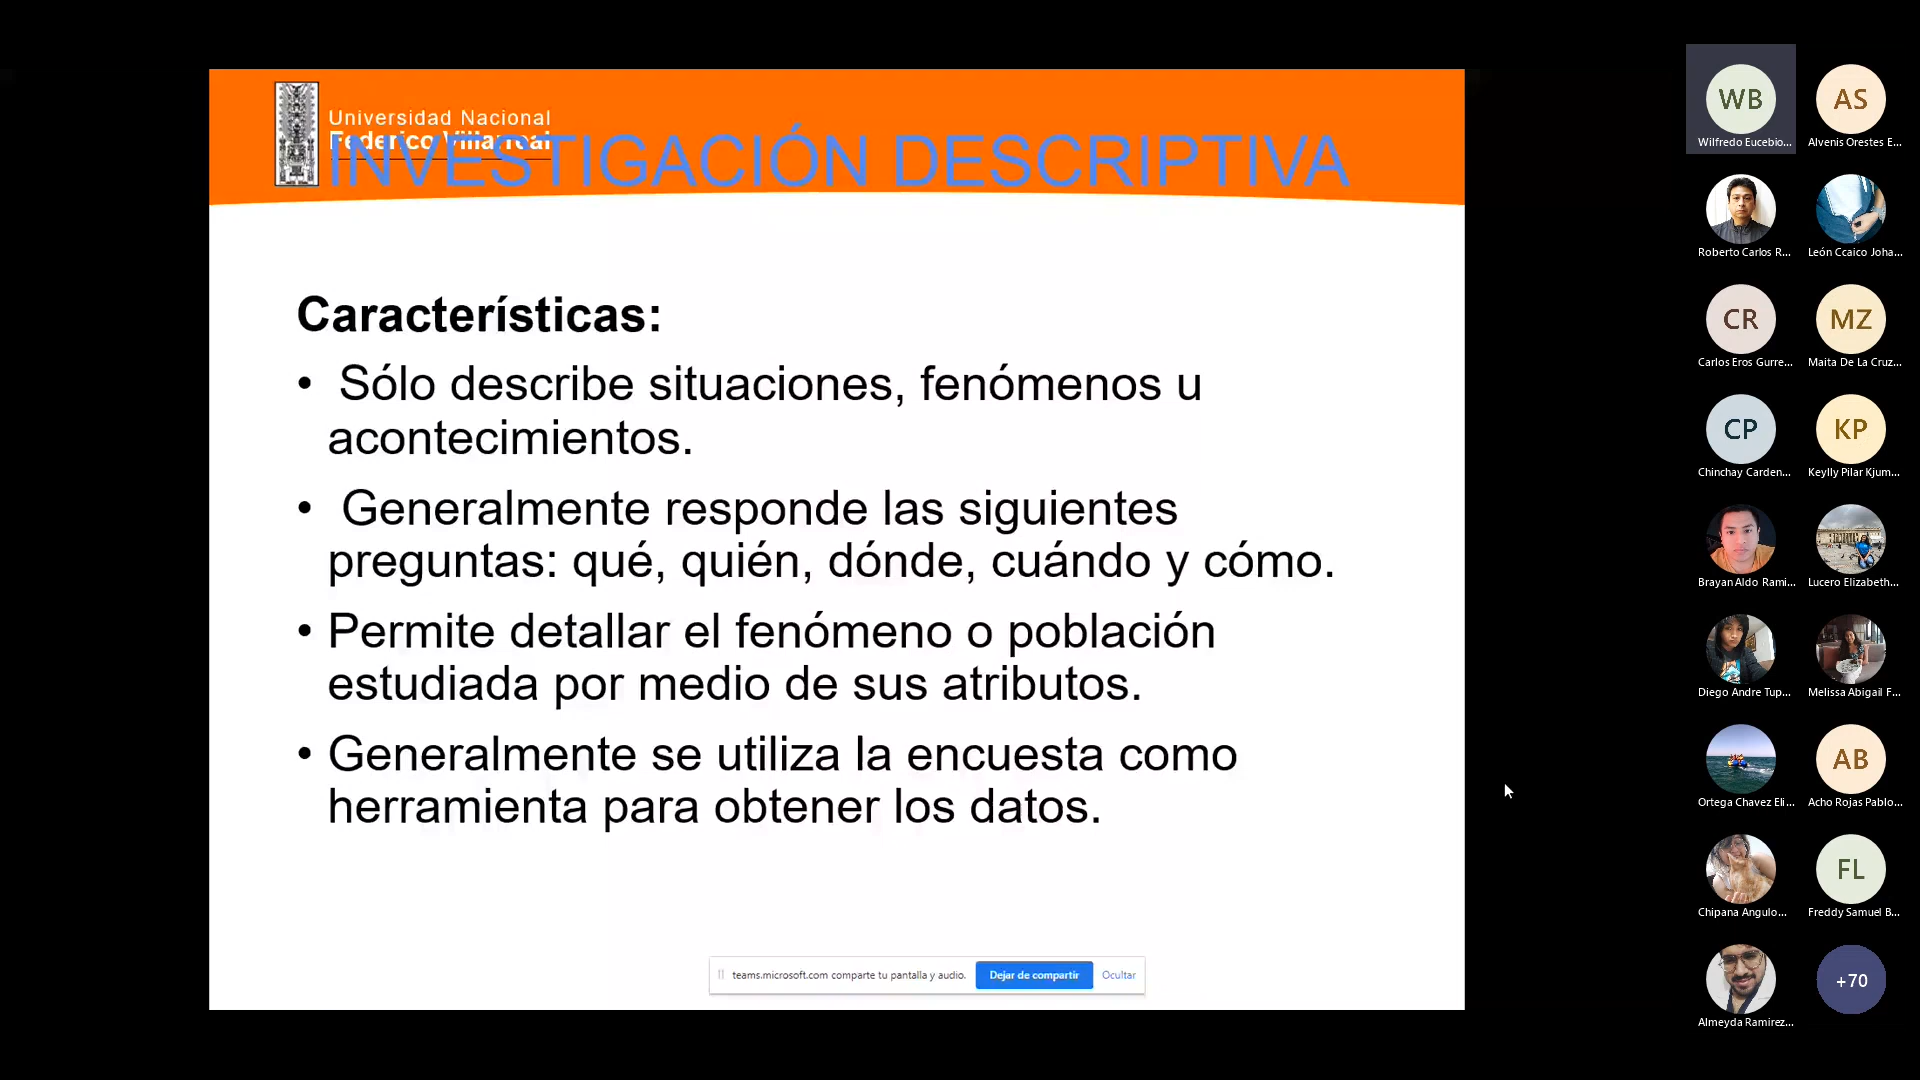 Universidad Nacional
Federico Villarreal
INVESTIGACIÓN DESCRIPTIVA
Características:
• Sólo describe situaciones, fenómenos u
acontecimientos.
• Generalmente responde las siguientes
preguntas: qué, quién, dónde, cuándo y cómo.
• Permite detallar el fenómeno o población
estudiada por medio de sus atributos.
• Generalmente se utiliza la encuesta como
herramienta para obtener los datos.
teams.microsoft.com comparte tu pantalla y audio.
Dejar de compartir
Ocultar
WB
Wilfredo Eucebio...
AS
Alvenis Orestes E...
Roberto Carlos R...
León Ccaico Joha...
CR
Carlos Eros Gurre...
MZ
Maita De La Cruz...
CP
Chinchay Carden...
KP
Keylly Pilar Kjum...
Brayan Aldo Rami...
Lucero Elizabeth...
Diego Andre Tup...
Melissa Abigail F...
Ortega Chavez Eli...
AB
Acho Rojas Pablo...
Chipana Angulo...
FL
Freddy Samuel B...
Almeyda Ramirez...
+70